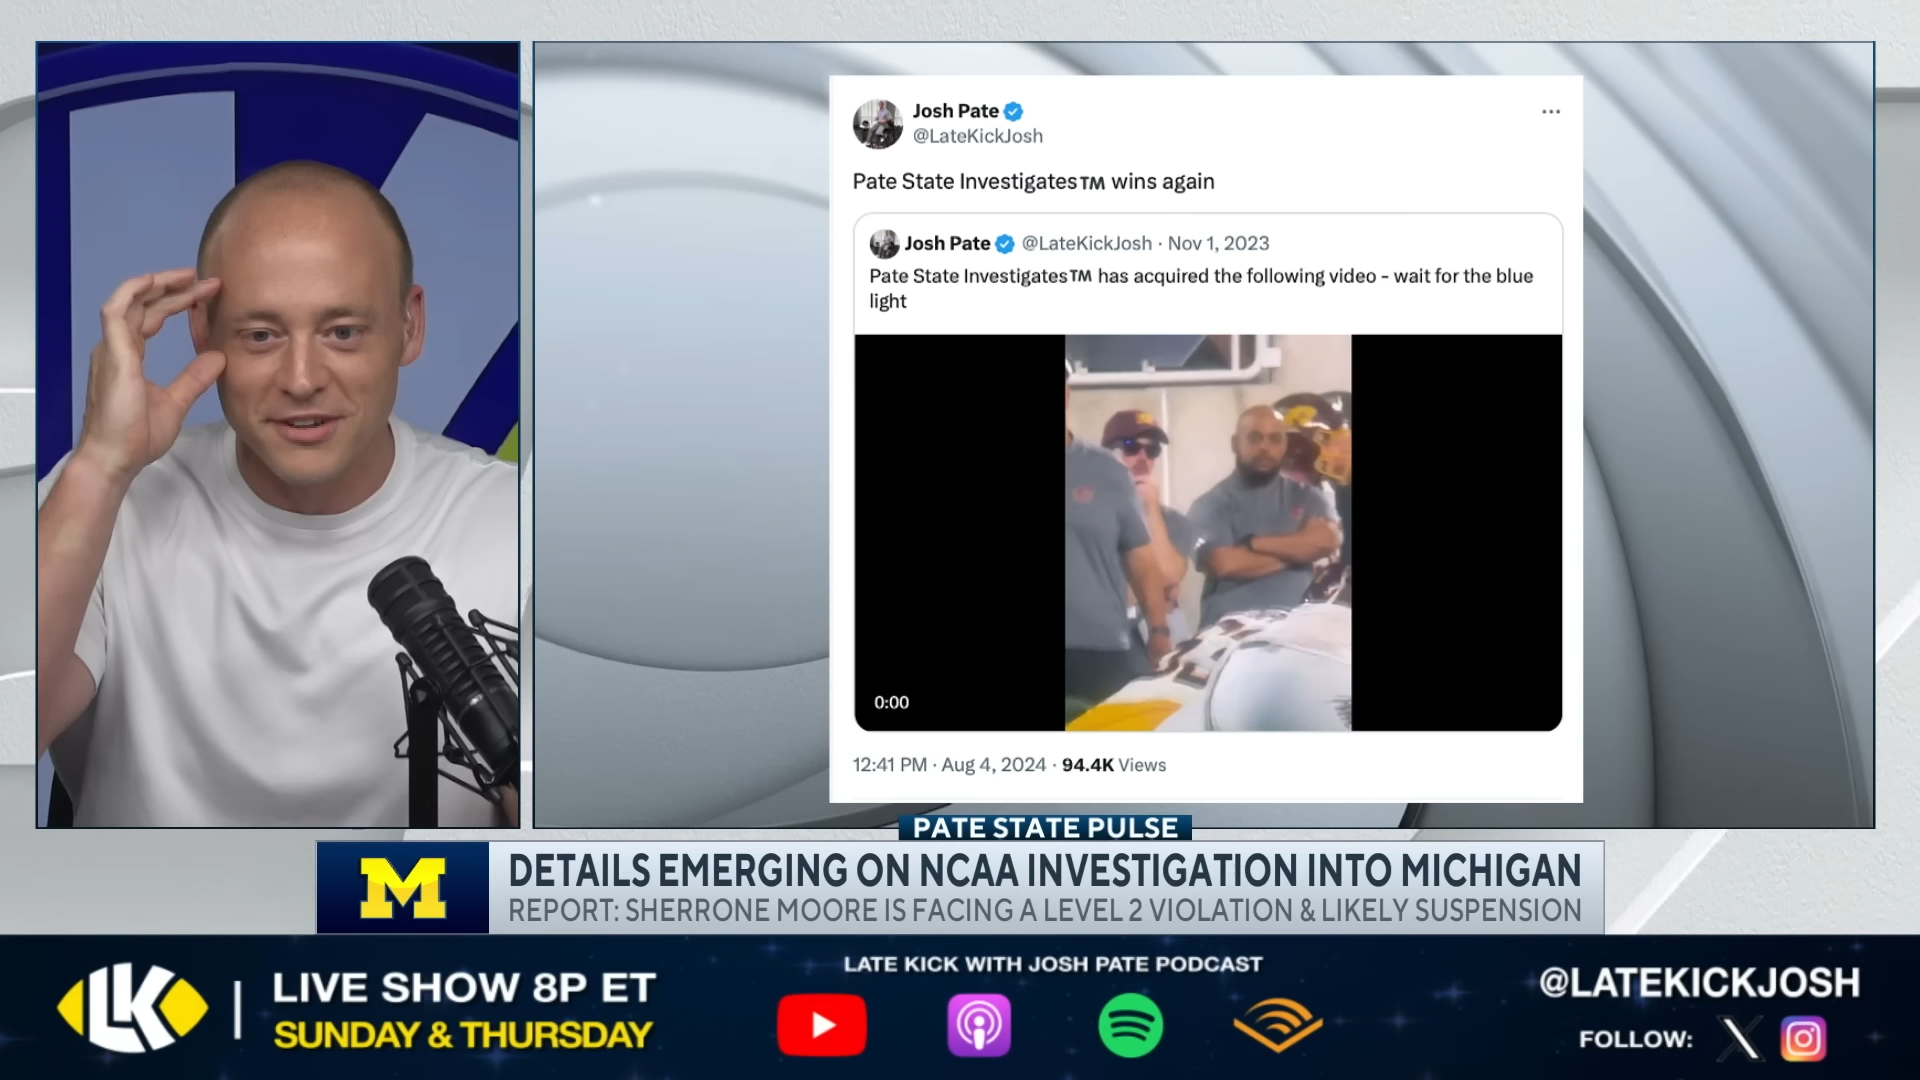 Josh Pate
@LateKickJosh
Pate State Investigates™ wins again
Josh Pate @LateKickJosh · Nov 1, 2023
Pate State Investigates™ has acquired the following video - wait for the blue
light
0:00
12:41 PM · Aug 4, 2024 · 94.4K Views
PATE STATE PULSE
M
DETAILS EMERGING ON NCAA INVESTIGATION INTO MICHIGAN
REPORT: SHERRONE MOORE IS FACING A LEVEL 2 VIOLATION & LIKELY SUSPENSION
LK
LIVE SHOW 8P ET
SUNDAY & THURSDAY
LATE KICK WITH JOSH PATE PODCAST
@LATEKICKJOSH
FOLLOW: